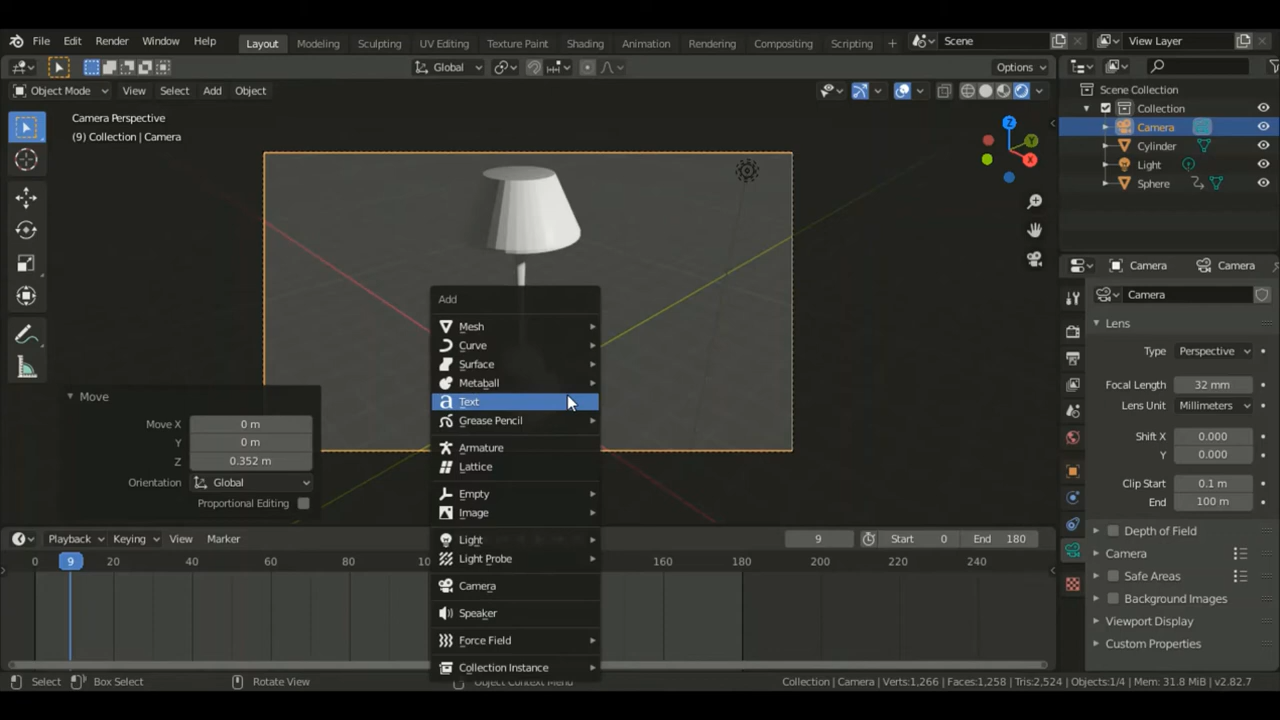 File Edit Render Window Help Layout Modeling Sculpting UV Editing Texture Paint Shading Animation Rendering Compositing Scripting + Scene View Layer
Global Options
Object Mode View Select Add Object
Camera Perspective
(9) Collection | Camera
Z
Y
X
Move
Move X 0 m
Y 0 m
Z 0.352 m
Orientation Global
Proportional Editing
Add
Mesh
Curve
Surface
Metaball
Text
Grease Pencil
Armature
Lattice
Empty
Image
Light
Light Probe
Camera
Speaker
Force Field
Collection Instance
Scene Collection
Collection
Camera
Cylinder
Light
Sphere
Camera Camera
Camera
Lens
Type Perspective
Focal Length 32 mm
Lens Unit Millimeters
Shift X 0.000
Y 0.000
Clip Start 0.1 m
End 100 m
Depth of Field
Camera
Safe Areas
Background Images
Viewport Display
Custom Properties
Playback Keying View Marker 9 Start 0 End 180
0 9 20 40 60 80 160 180 200 220 240
Select Box Select Rotate View Object Context Menu Collection | Camera | Verts:1,266 | Faces:1,258 | Tris:2,524 | Objects:1/4 | Mem: 31.8 MiB | v2.82.7